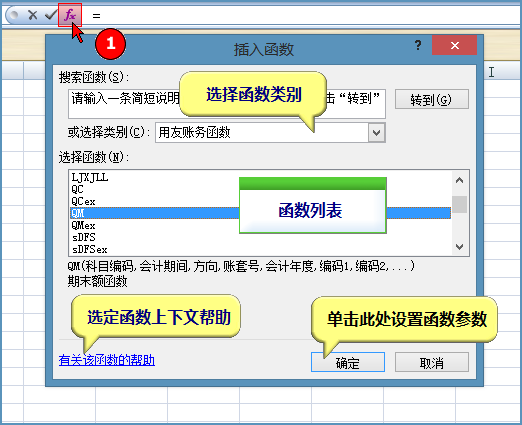 fx =
1
插入函数
? ×
搜索函数(S):
请输入一条简短说明
击“转到”
转到(G)
选择函数类别
或选择类别(C): 用友账务函数
选择函数(N):
LJXJLL
QC
QCex
QM
QMex
sDFS
sDFSex
函数列表
QM(科目编码,会计期间,方向,账套号,会计年度,编码1,编码2,...)
期末额函数
选定函数上下文帮助
单击此处设置函数参数
有关该函数的帮助
确定
取消
I